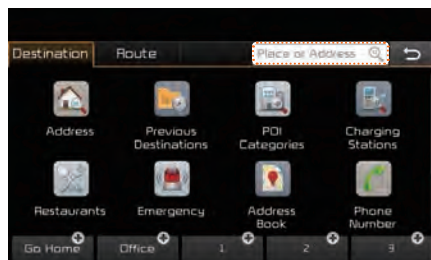 Destination Route Place or Address
Address Previous Destinations POI Categories Charging Stations
Restaurants Emergency Address Book Phone Number
Go Home Office 1 2 3